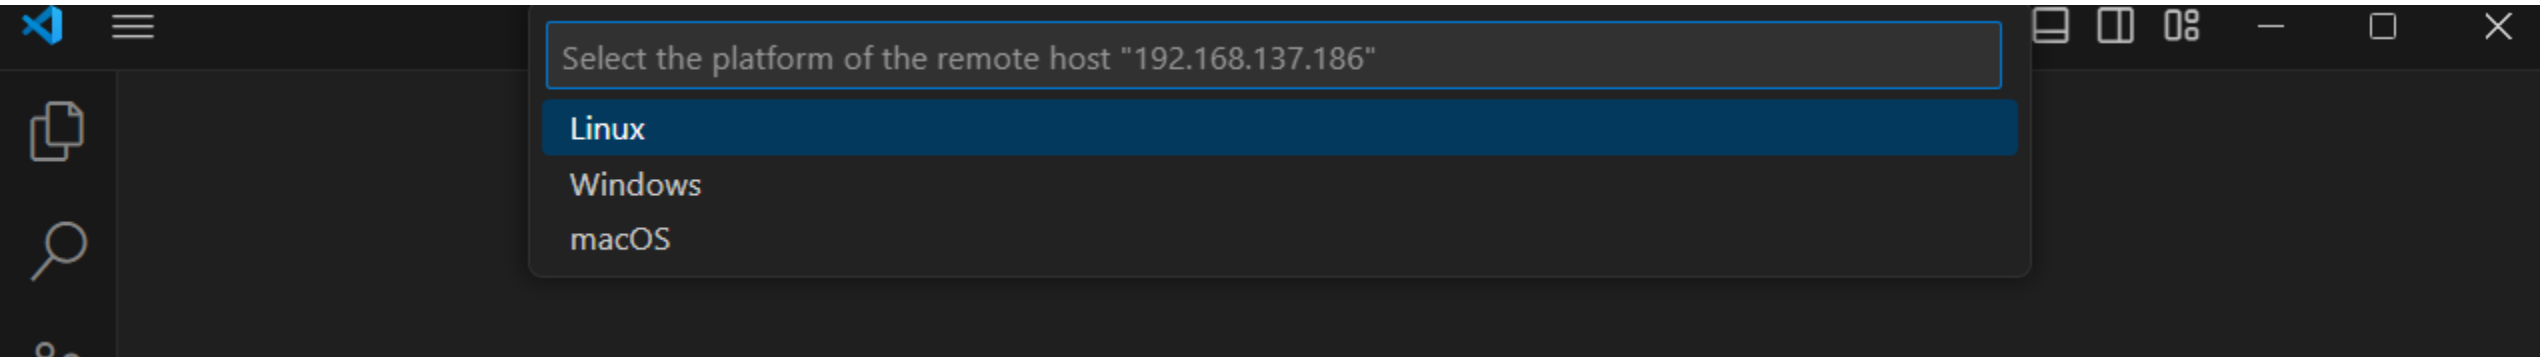 Select the platform of the remote host "192.168.137.186"
Linux
Windows
macOS